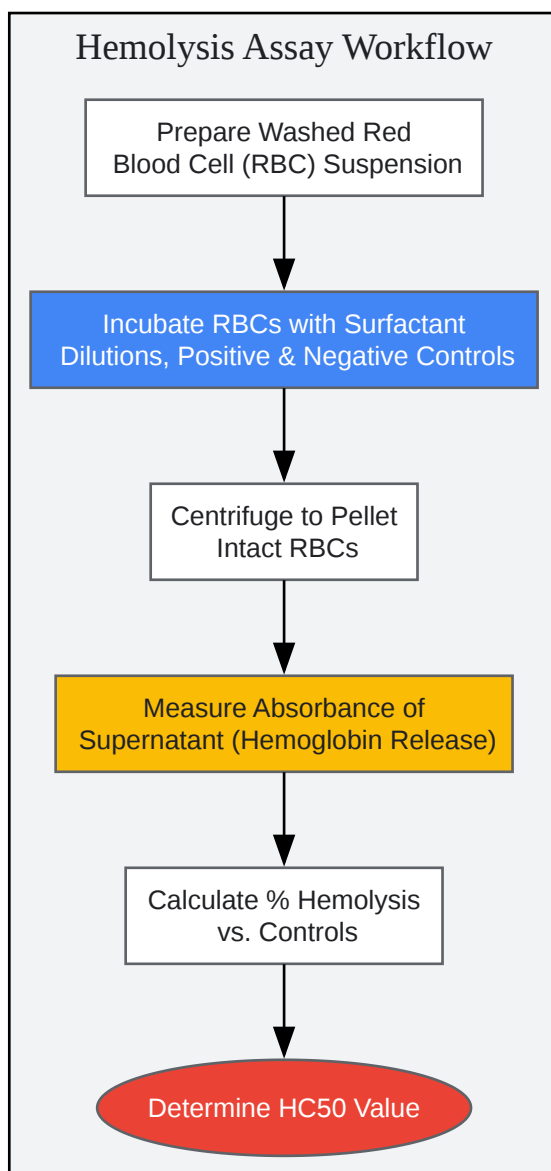 Hemolysis Assay Workflow
Prepare Washed Red
Blood Cell (RBC) Suspension
Incubate RBCs with Surfactant
Dilutions, Positive & Negative Controls
Centrifuge to Pellet
Intact RBCs
Measure Absorbance of
Supernatant (Hemoglobin Release)
Calculate % Hemolysis
vs. Controls
Determine HC50 Value